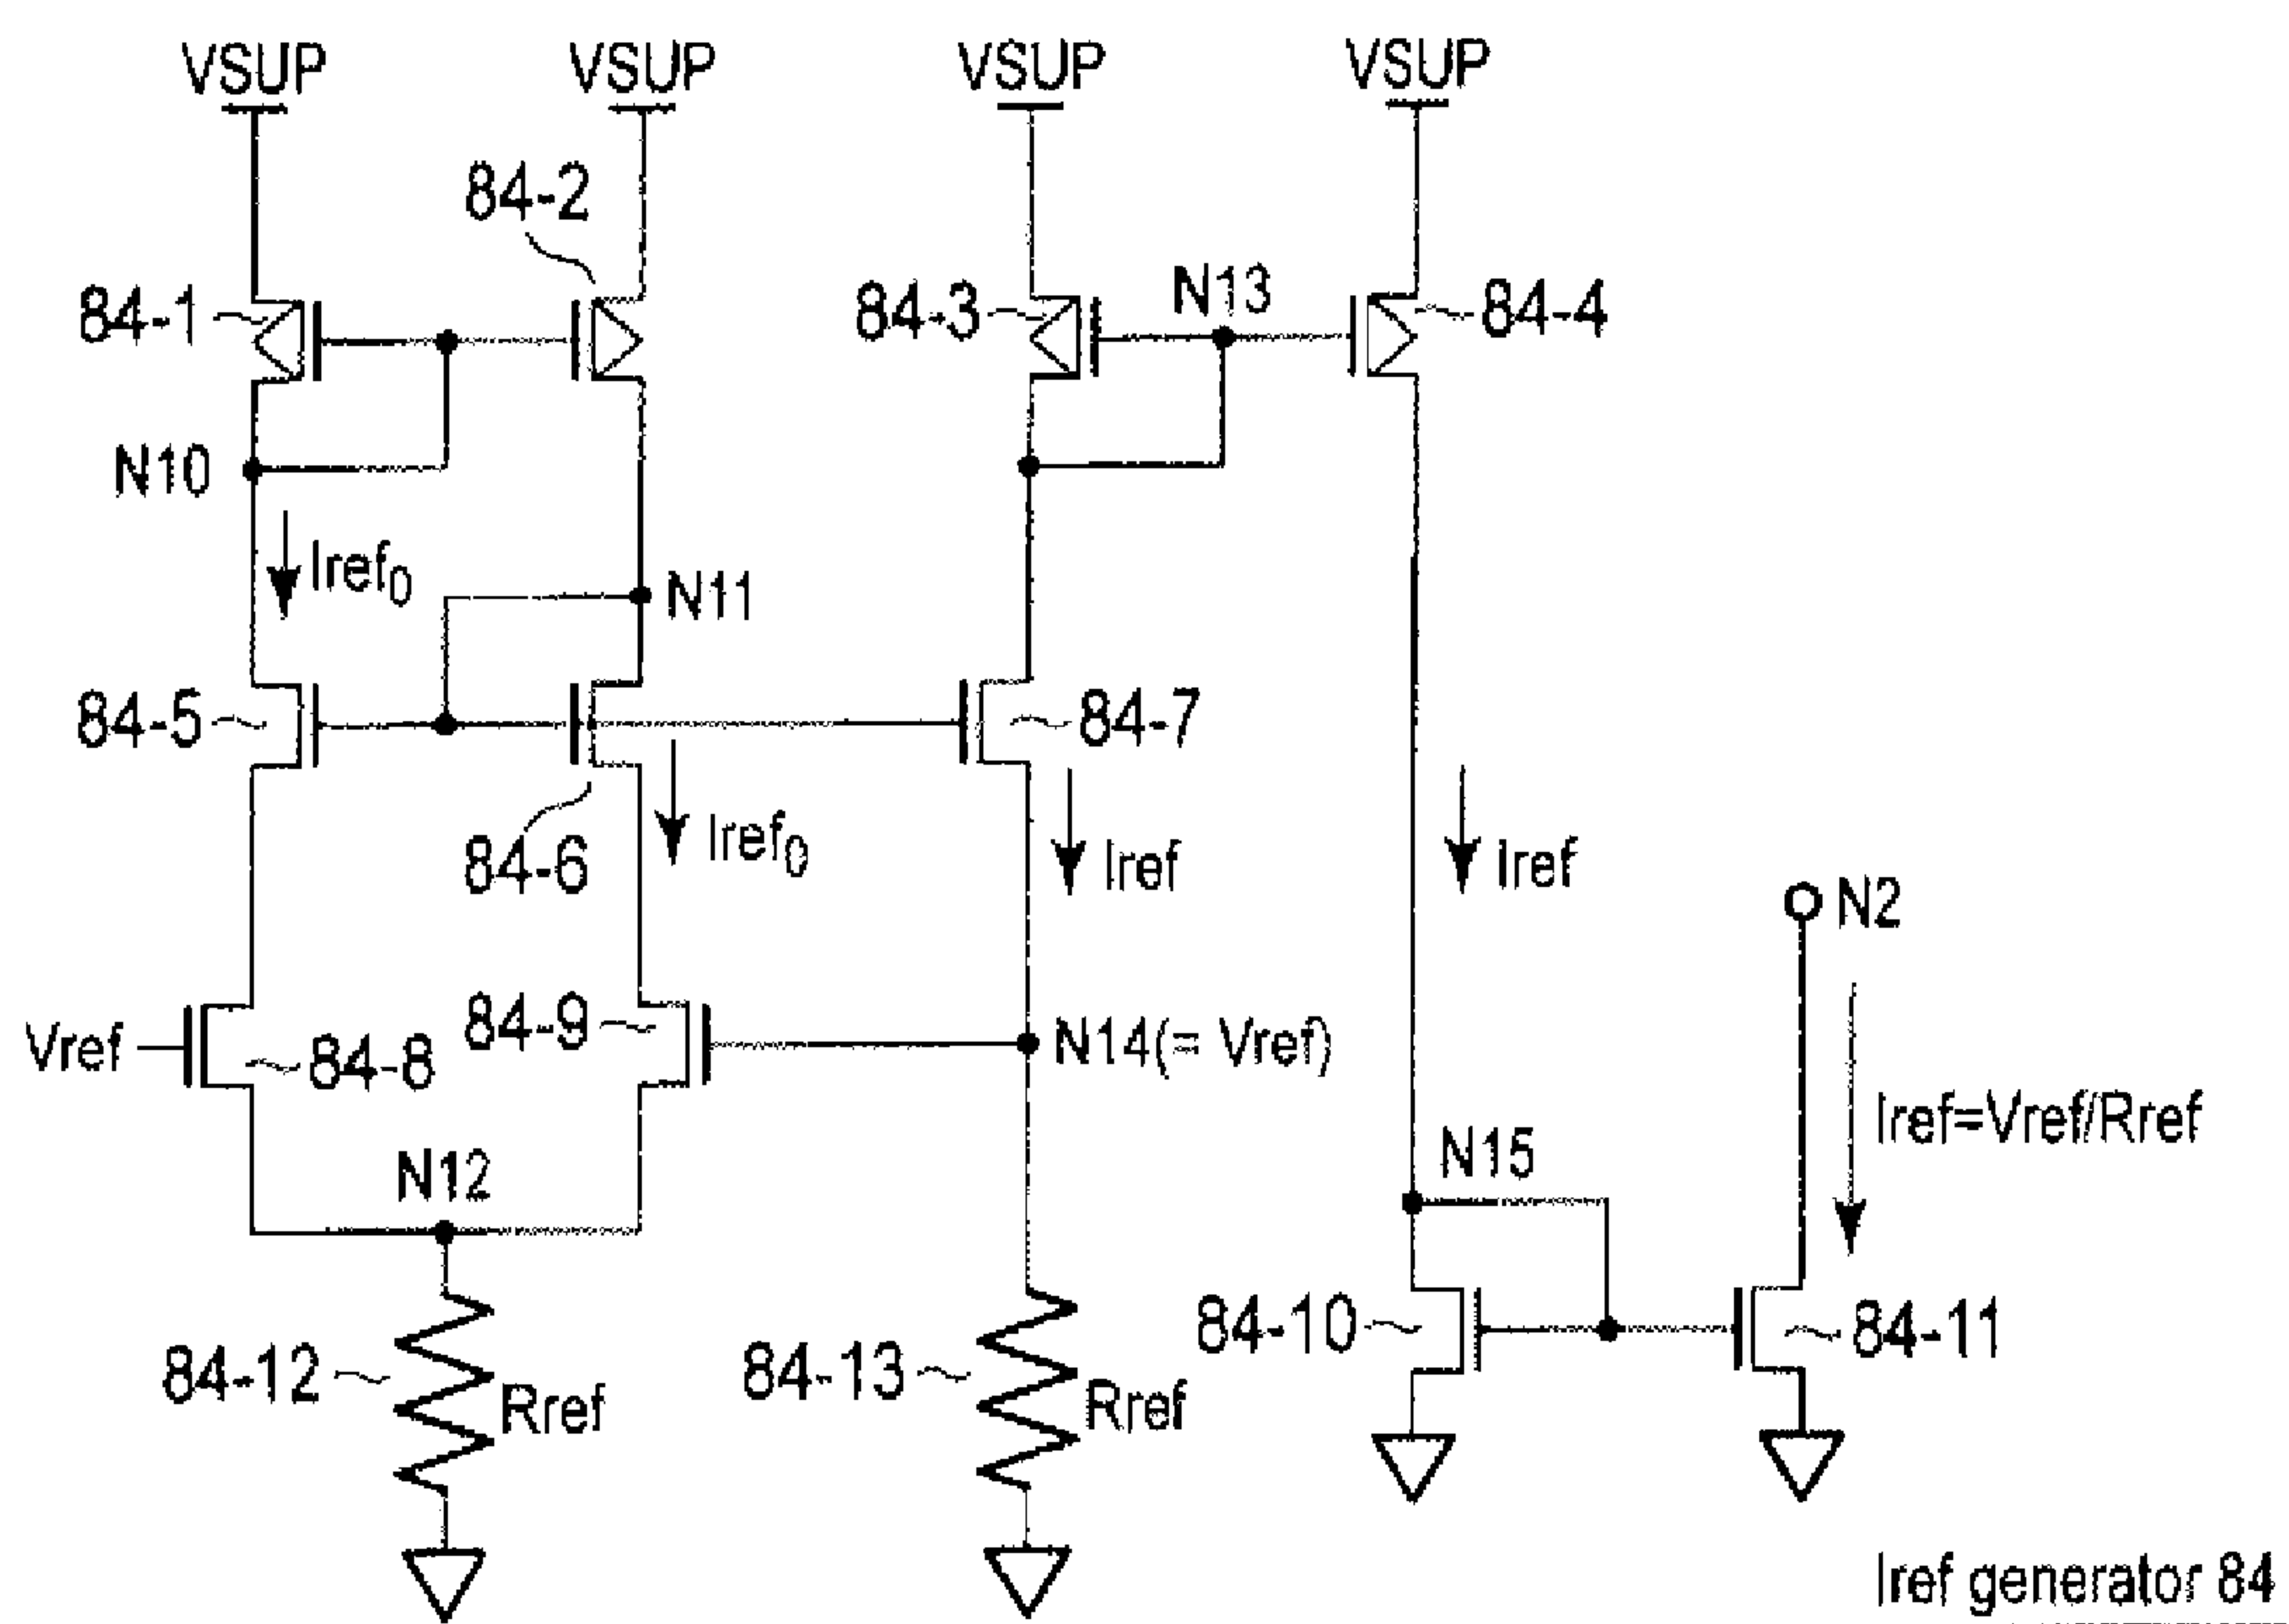 VSUP VSUP VSUP VSUP
84-2
84-1 84-3 N13 84-4
N10
Iref0 N11
84-5 84-7
84-6 Iref0 Iref Iref
N2
Vref 84-8 84-9 N14(= Vref)
Iref=Vref/Rref
N12 N15
84-12 Rref 84-13 Rref 84-10 84-11
Iref generator 84